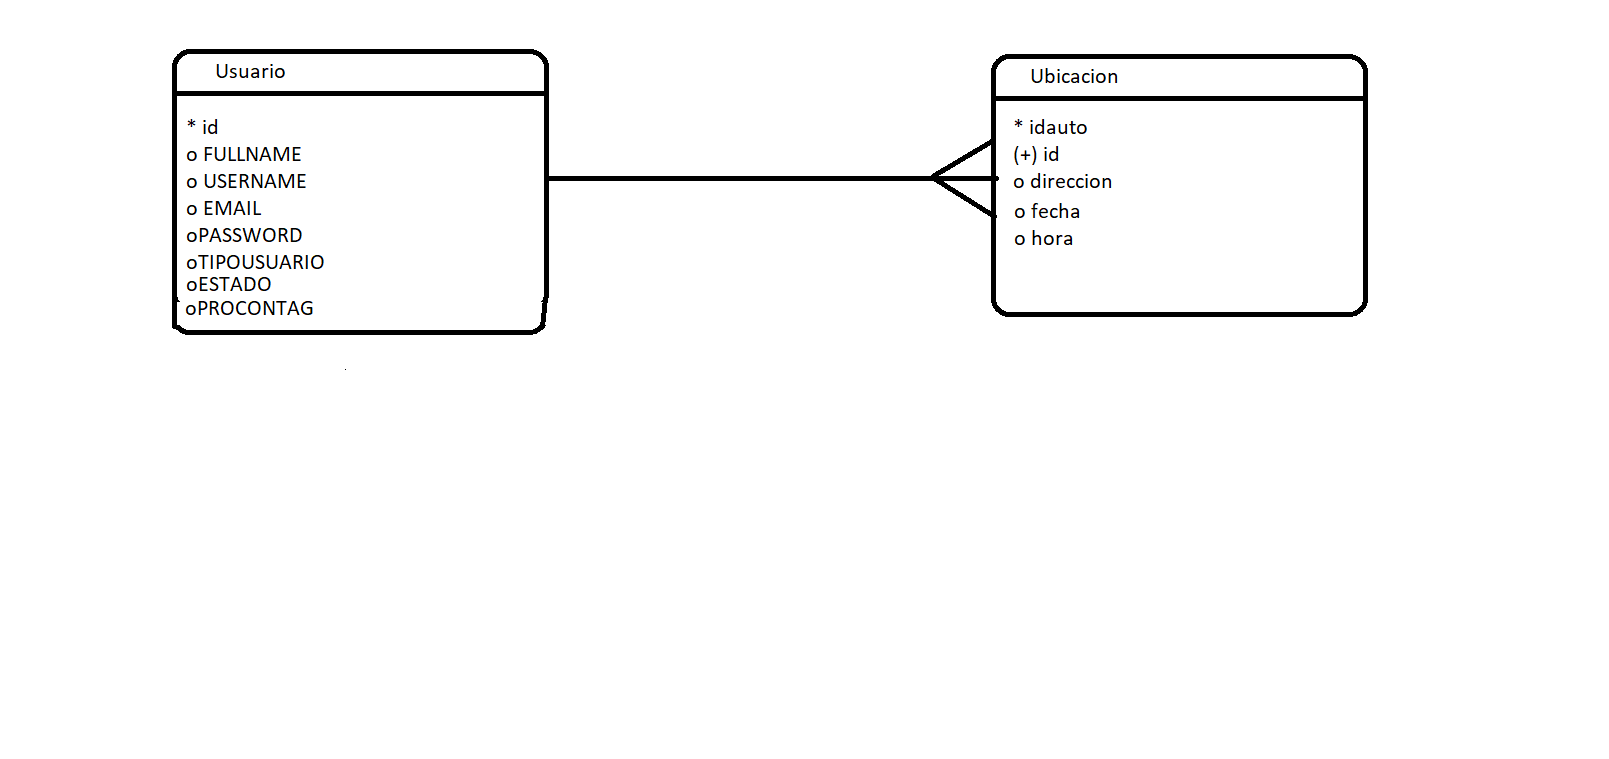 Usuario
* id
o FULLNAME
o USERNAME
o EMAIL
oPASSWORD
oTIPOUSUARIO
oESTADO
oPROCONTAG
Ubicacion
* idauto
(+) id
o direccion
o fecha
o hora